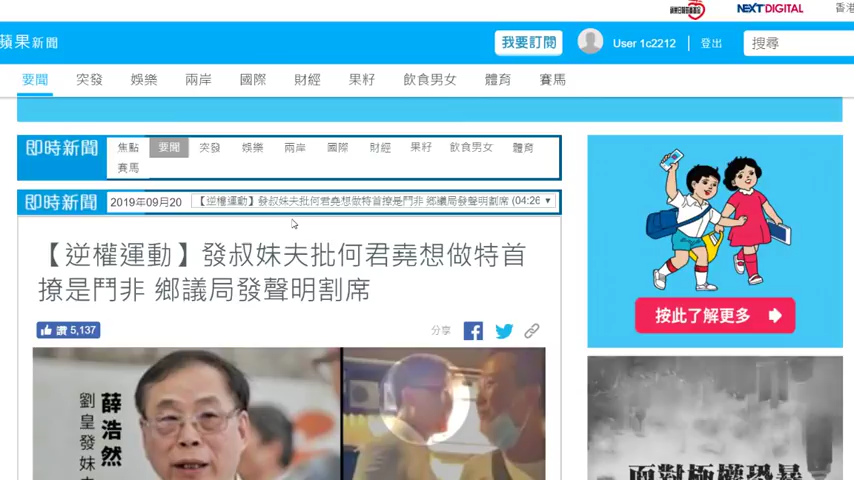 NEXT DIGITAL
香港
蘋果新聞
我要訂閱
User 1c2212
登出
搜尋
要聞 突發 娛樂 兩岸 國際 財經 果籽 飲食男女 體育 賽馬
即時新聞
焦點 要聞 突發 娛樂 兩岸 國際 財經 果籽 飲食男女 體育
賽馬
即時新聞
2019年09月20
【逆權運動】發叔妹夫批何君堯想做特首撩是鬥非 鄉議局發聲明割席 (04:26
【逆權運動】發叔妹夫批何君堯想做特首
撩是鬥非 鄉議局發聲明割席
讚 5,137
分享
按此了解更多
薛浩然
劉皇發妹夫
面對極權恐暴